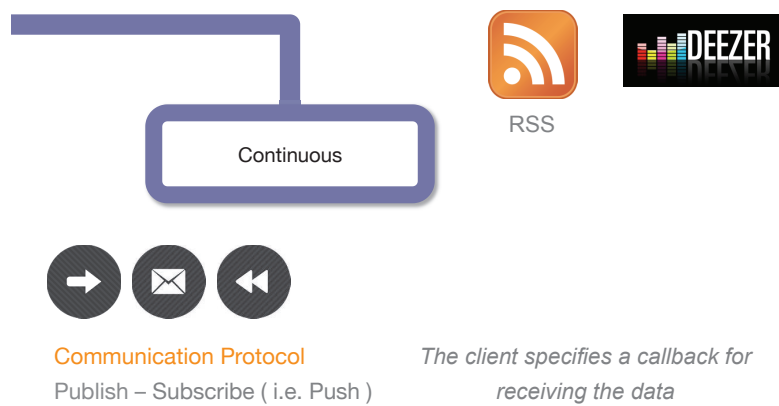 DEEZER
RSS
Continuous
Communication Protocol
Publish – Subscribe ( i.e. Push )
The client specifies a callback for
receiving the data